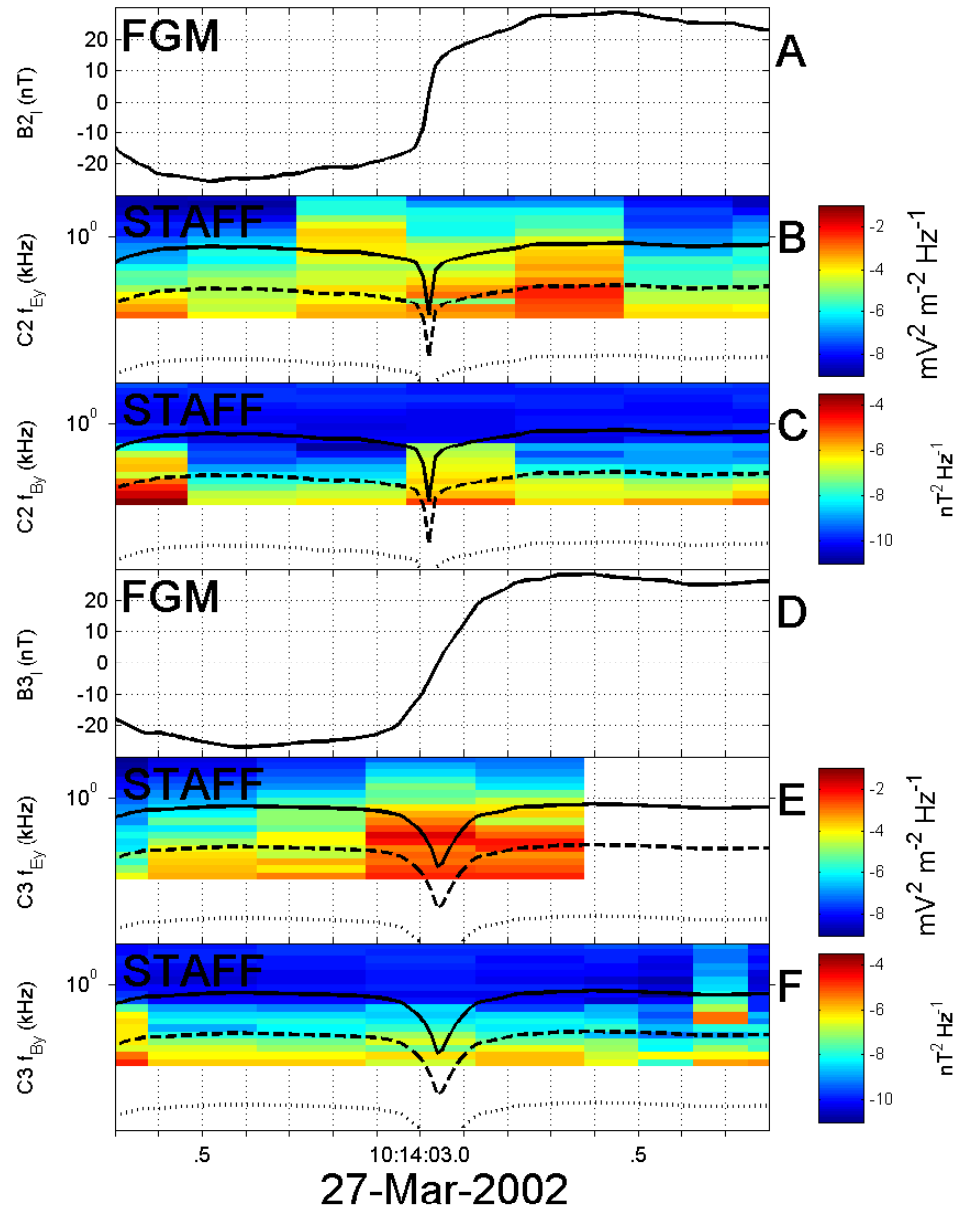 FGM
A
B2l (nT)
20
10
0
-10
-20
STAFF
B
C2 fEy (kHz)
10^0
-2
-4
-6
-8
mV2 m-2 Hz-1
STAFF
C
C2 fBy (kHz)
10^0
-4
-6
-8
-10
nT2 Hz-1
FGM
D
B3l (nT)
20
10
0
-10
-20
STAFF
E
C3 fEy (kHz)
10^0
-2
-4
-6
-8
mV2 m-2 Hz-1
STAFF
F
C3 fBy (kHz)
10^0
-4
-6
-8
-10
nT2 Hz-1
.5
10:14:03.0
.5
27-Mar-2002